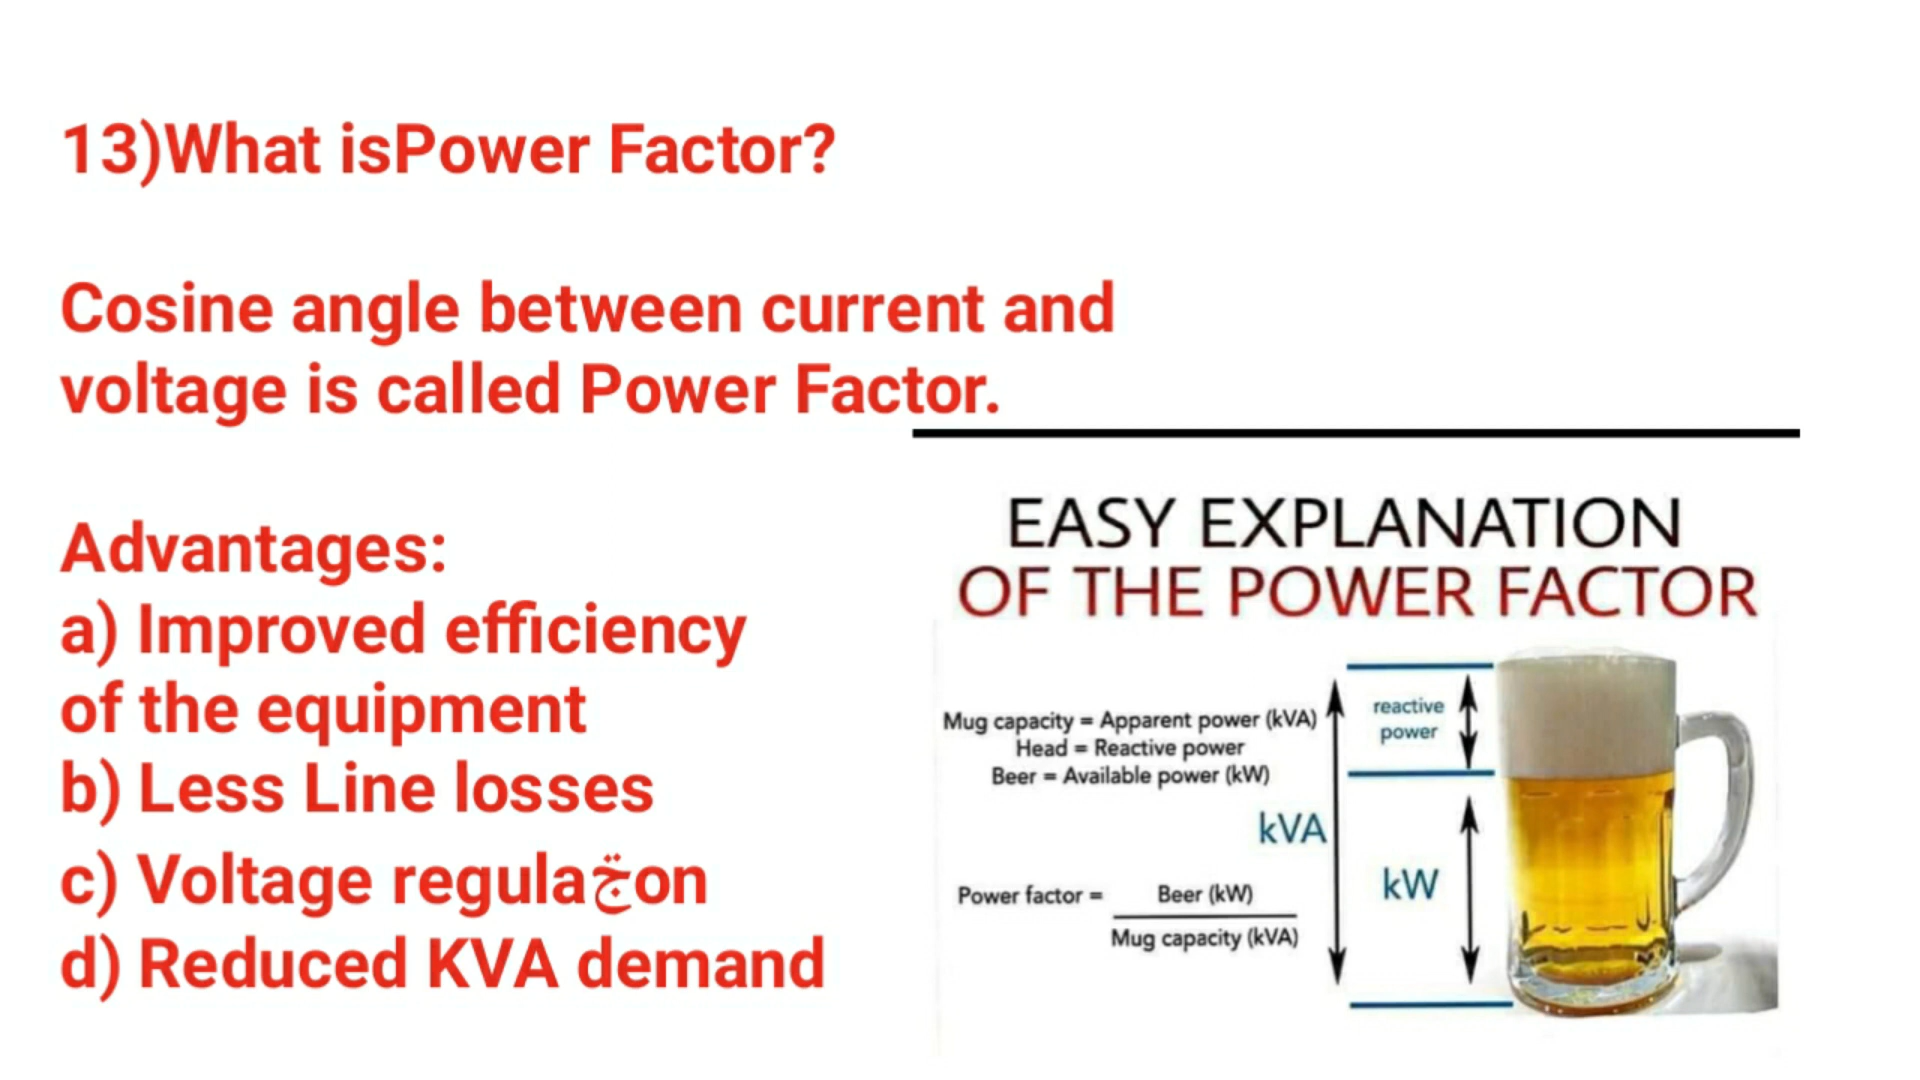 13)What isPower Factor?
Cosine angle between current and
voltage is called Power Factor.
Advantages:
a) Improved efficiency
of the equipment
b) Less Line losses
c) Voltage regulaڿon
d) Reduced KVA demand
EASY EXPLANATION
OF THE POWER FACTOR
Mug capacity = Apparent power (kVA)
Head = Reactive power
Beer = Available power (kW)
reactive
power
kVA
kW
Power factor =
Beer (kW)
Mug capacity (kVA)